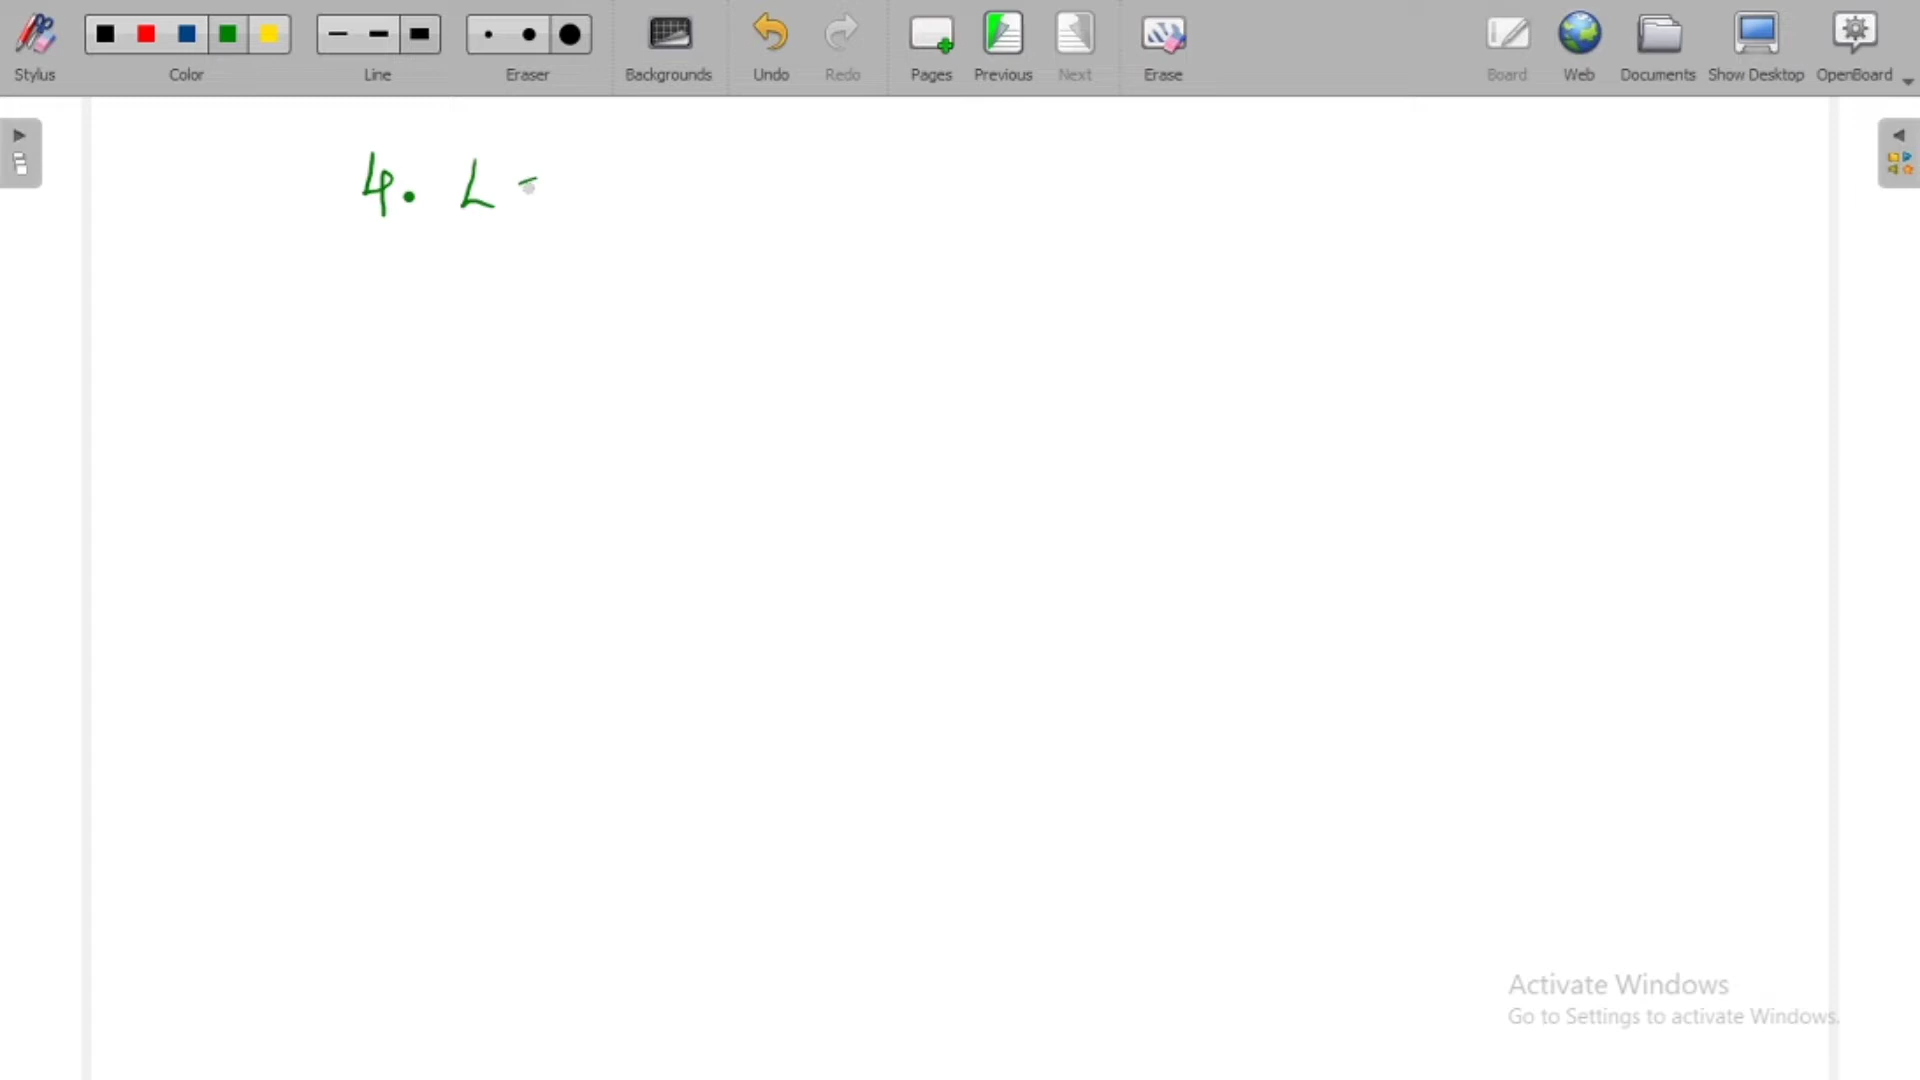 Stylus Color Line Eraser Backgrounds Undo Redo Pages Previous Next Erase Board Web Documents Show Desktop OpenBoard
4. L -
Activate Windows
Go to Settings to activate Windows.